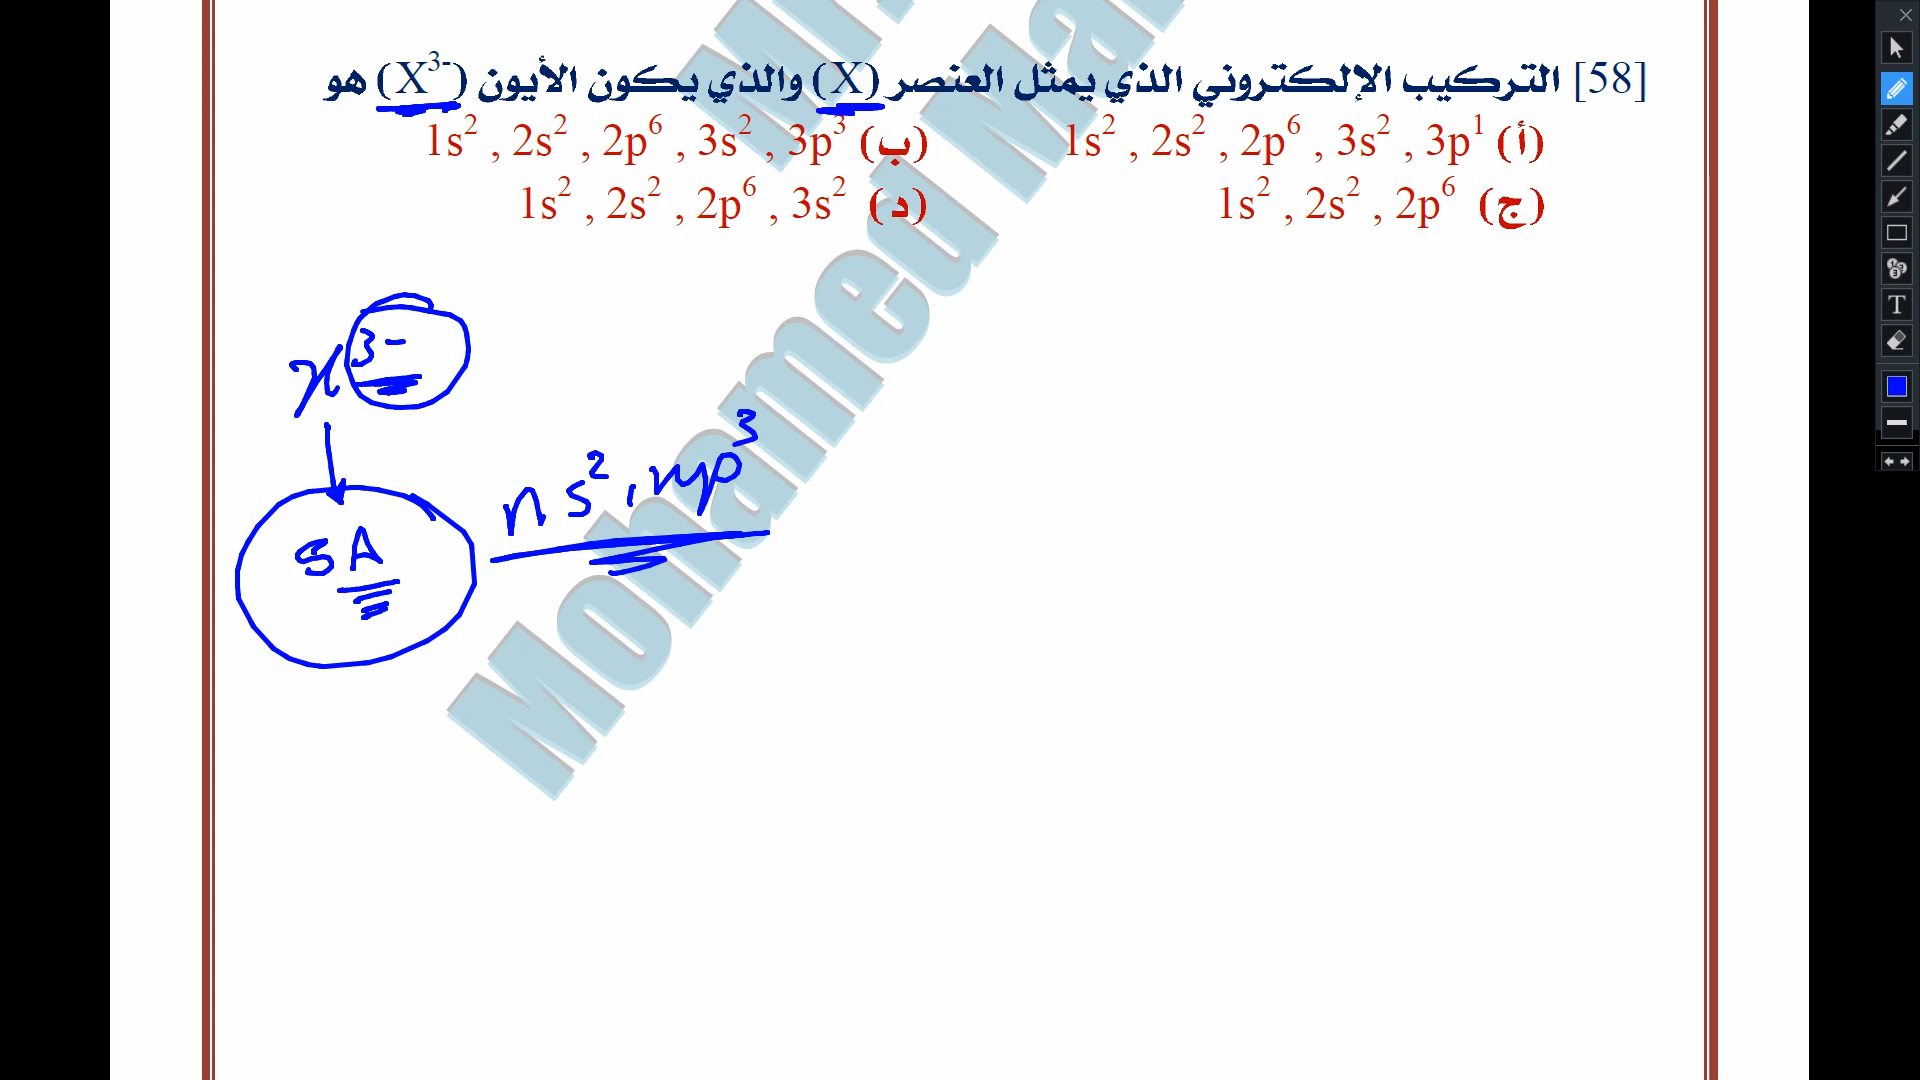 [58] التركيب الإلكتروني الذي يمثل العنصر (X) والذي يكون الأيون (X³⁻) هو
(أ) 1s² , 2s² , 2p⁶ , 3s² , 3p¹ (ب) 1s² , 2s² , 2p⁶ , 3s² , 3p³
(ج) 1s² , 2s² , 2p⁶ (د) 1s² , 2s² , 2p⁶ , 3s²
x³⁻
ns² , np³
5A
Mohamed
T